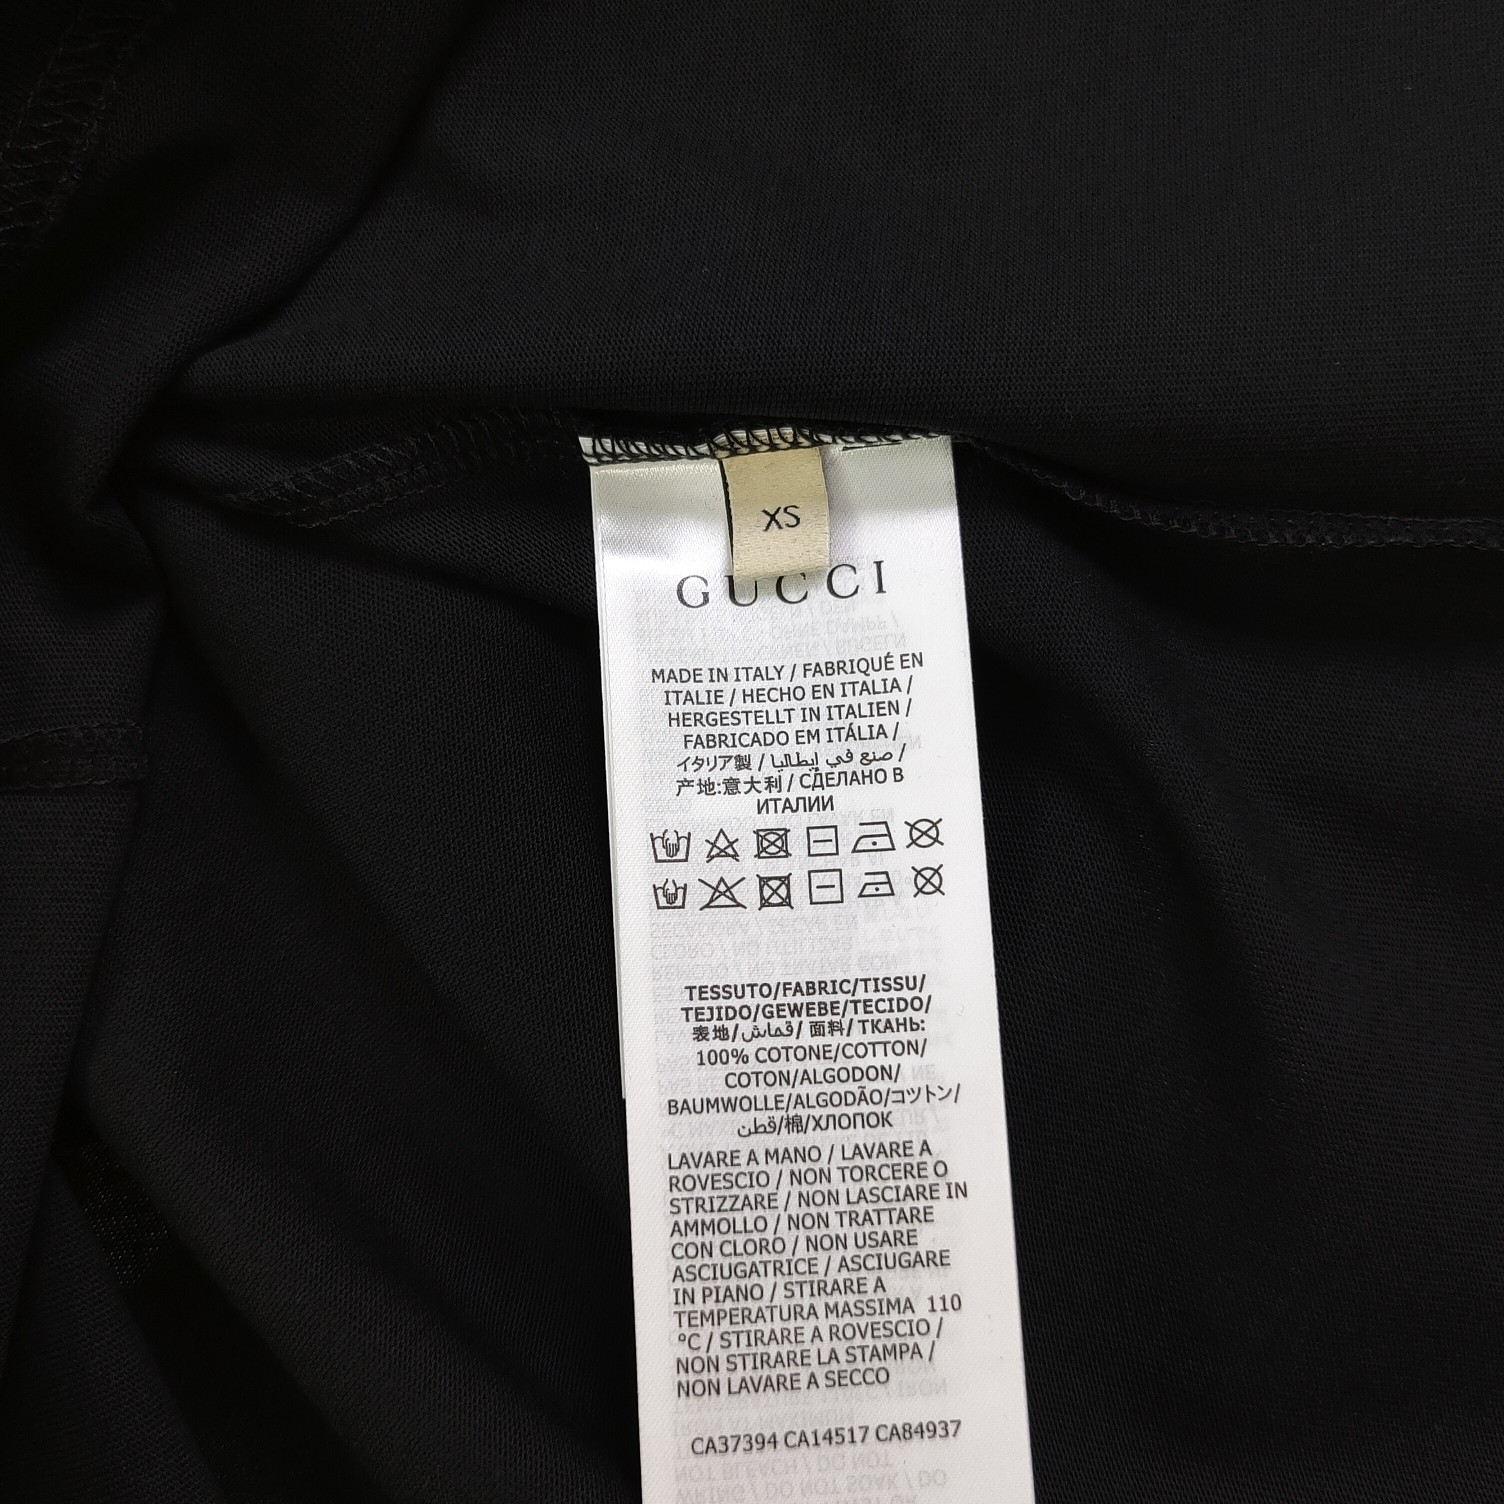 XS
GUCCI
MADE IN ITALY / FABRIQUÉ EN
ITALIE / HECHO EN ITALIA /
HERGESTELLT IN ITALIEN /
FABRICADO EM ITÁLIA /
イタリア製 / صنع في إيطاليا /
产地:意大利 / СДЕЛАНО В
ИТАЛИИ
TESSUTO/FABRIC/TISSU/
TEJIDO/GEWEBE/TECIDO/
表地/قماش/ 面料/ ТКАНЬ:
100% COTONE/COTTON/
COTON/ALGODON/
BAUMWOLLE/ALGODÃO/コットン/
قطن/棉/ХЛОПОК
LAVARE A MANO / LAVARE A
ROVESCIO / NON TORCERE O
STRIZZARE / NON LASCIARE IN
AMMOLLO / NON TRATTARE
CON CLORO / NON USARE
ASCIUGATRICE / ASCIUGARE
IN PIANO / STIRARE A
TEMPERATURA MASSIMA 110
°C / STIRARE A ROVESCIO /
NON STIRARE LA STAMPA /
NON LAVARE A SECCO
CA37394 CA14517 CA84937